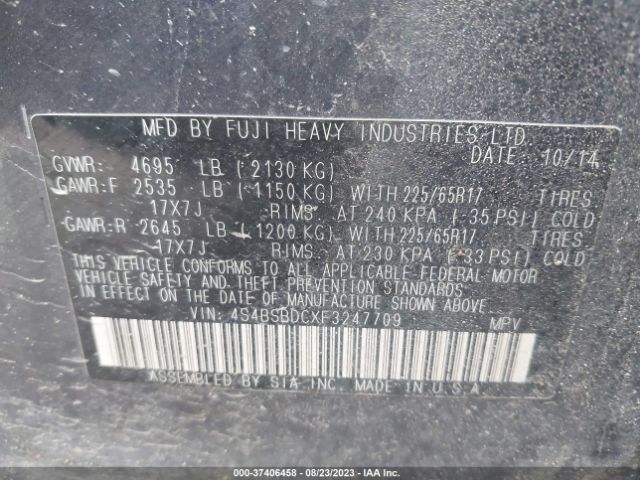 MFD BY FUJI HEAVY INDUSTRIES LTD.
DATE 10/14
GVWR: 4695 LB ( 2130 KG)
GAWR:F 2535 LB ( 1150 KG) WITH 225/65R17 TIRES
17X7J RIMS AT 240 KPA ( 35 PSI) COLD
GAWR:R 2645 LB ( 1200 KG) WITH 225/65R17 TIRES
17X7J RIMS AT 230 KPA ( 33 PSI) COLD
THIS VEHICLE CONFORMS TO ALL APPLICABLE FEDERAL MOTOR
VEHICLE SAFETY AND THEFT PREVENTION STANDARDS
IN EFFECT ON THE DATE OF MANUFACTURE SHOWN ABOVE.
VIN: 4S4BSBDCXF3247709 MPV
ASSEMBLED BY SIA INC. MADE IN U.S.A
000-37406458 - 08/23/2023 - IAA Inc.